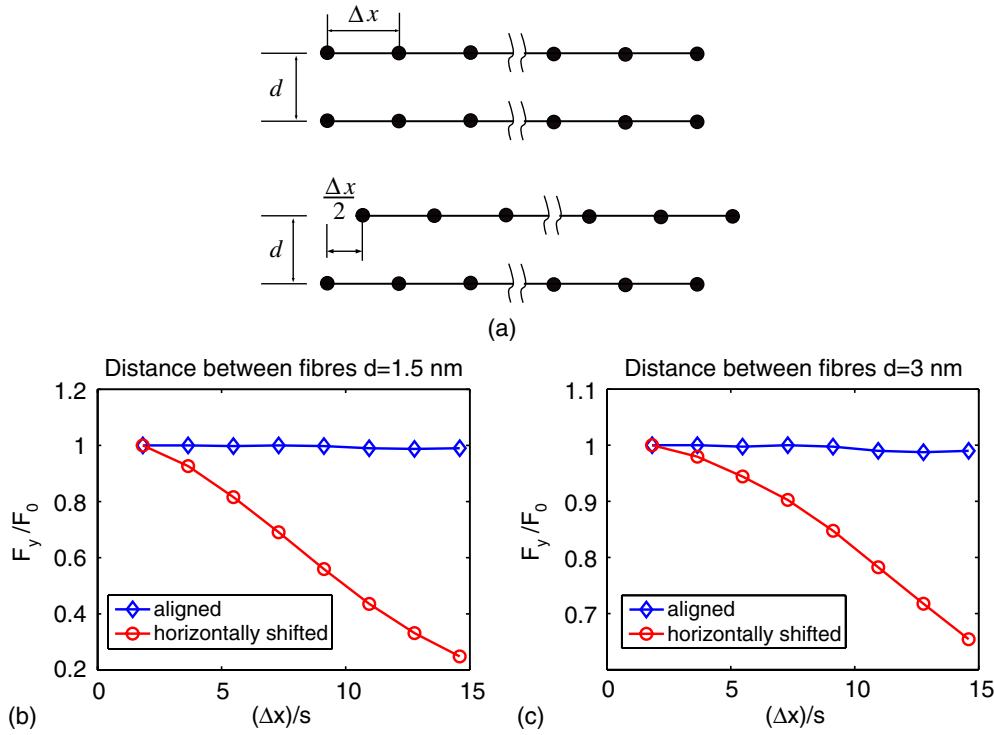 Δx
d
Δx
2
d
(a)
Distance between fibres d=1.5 nm
1.2
1
0.8
0.6
0.4
0.2
F_y/F_0
aligned
horizontally shifted
0
5
10
15
(Δx)/s
(b)
Distance between fibres d=3 nm
1.1
1
0.9
0.8
0.7
F_y/F_0
aligned
horizontally shifted
0
5
10
15
(Δx)/s
(c)